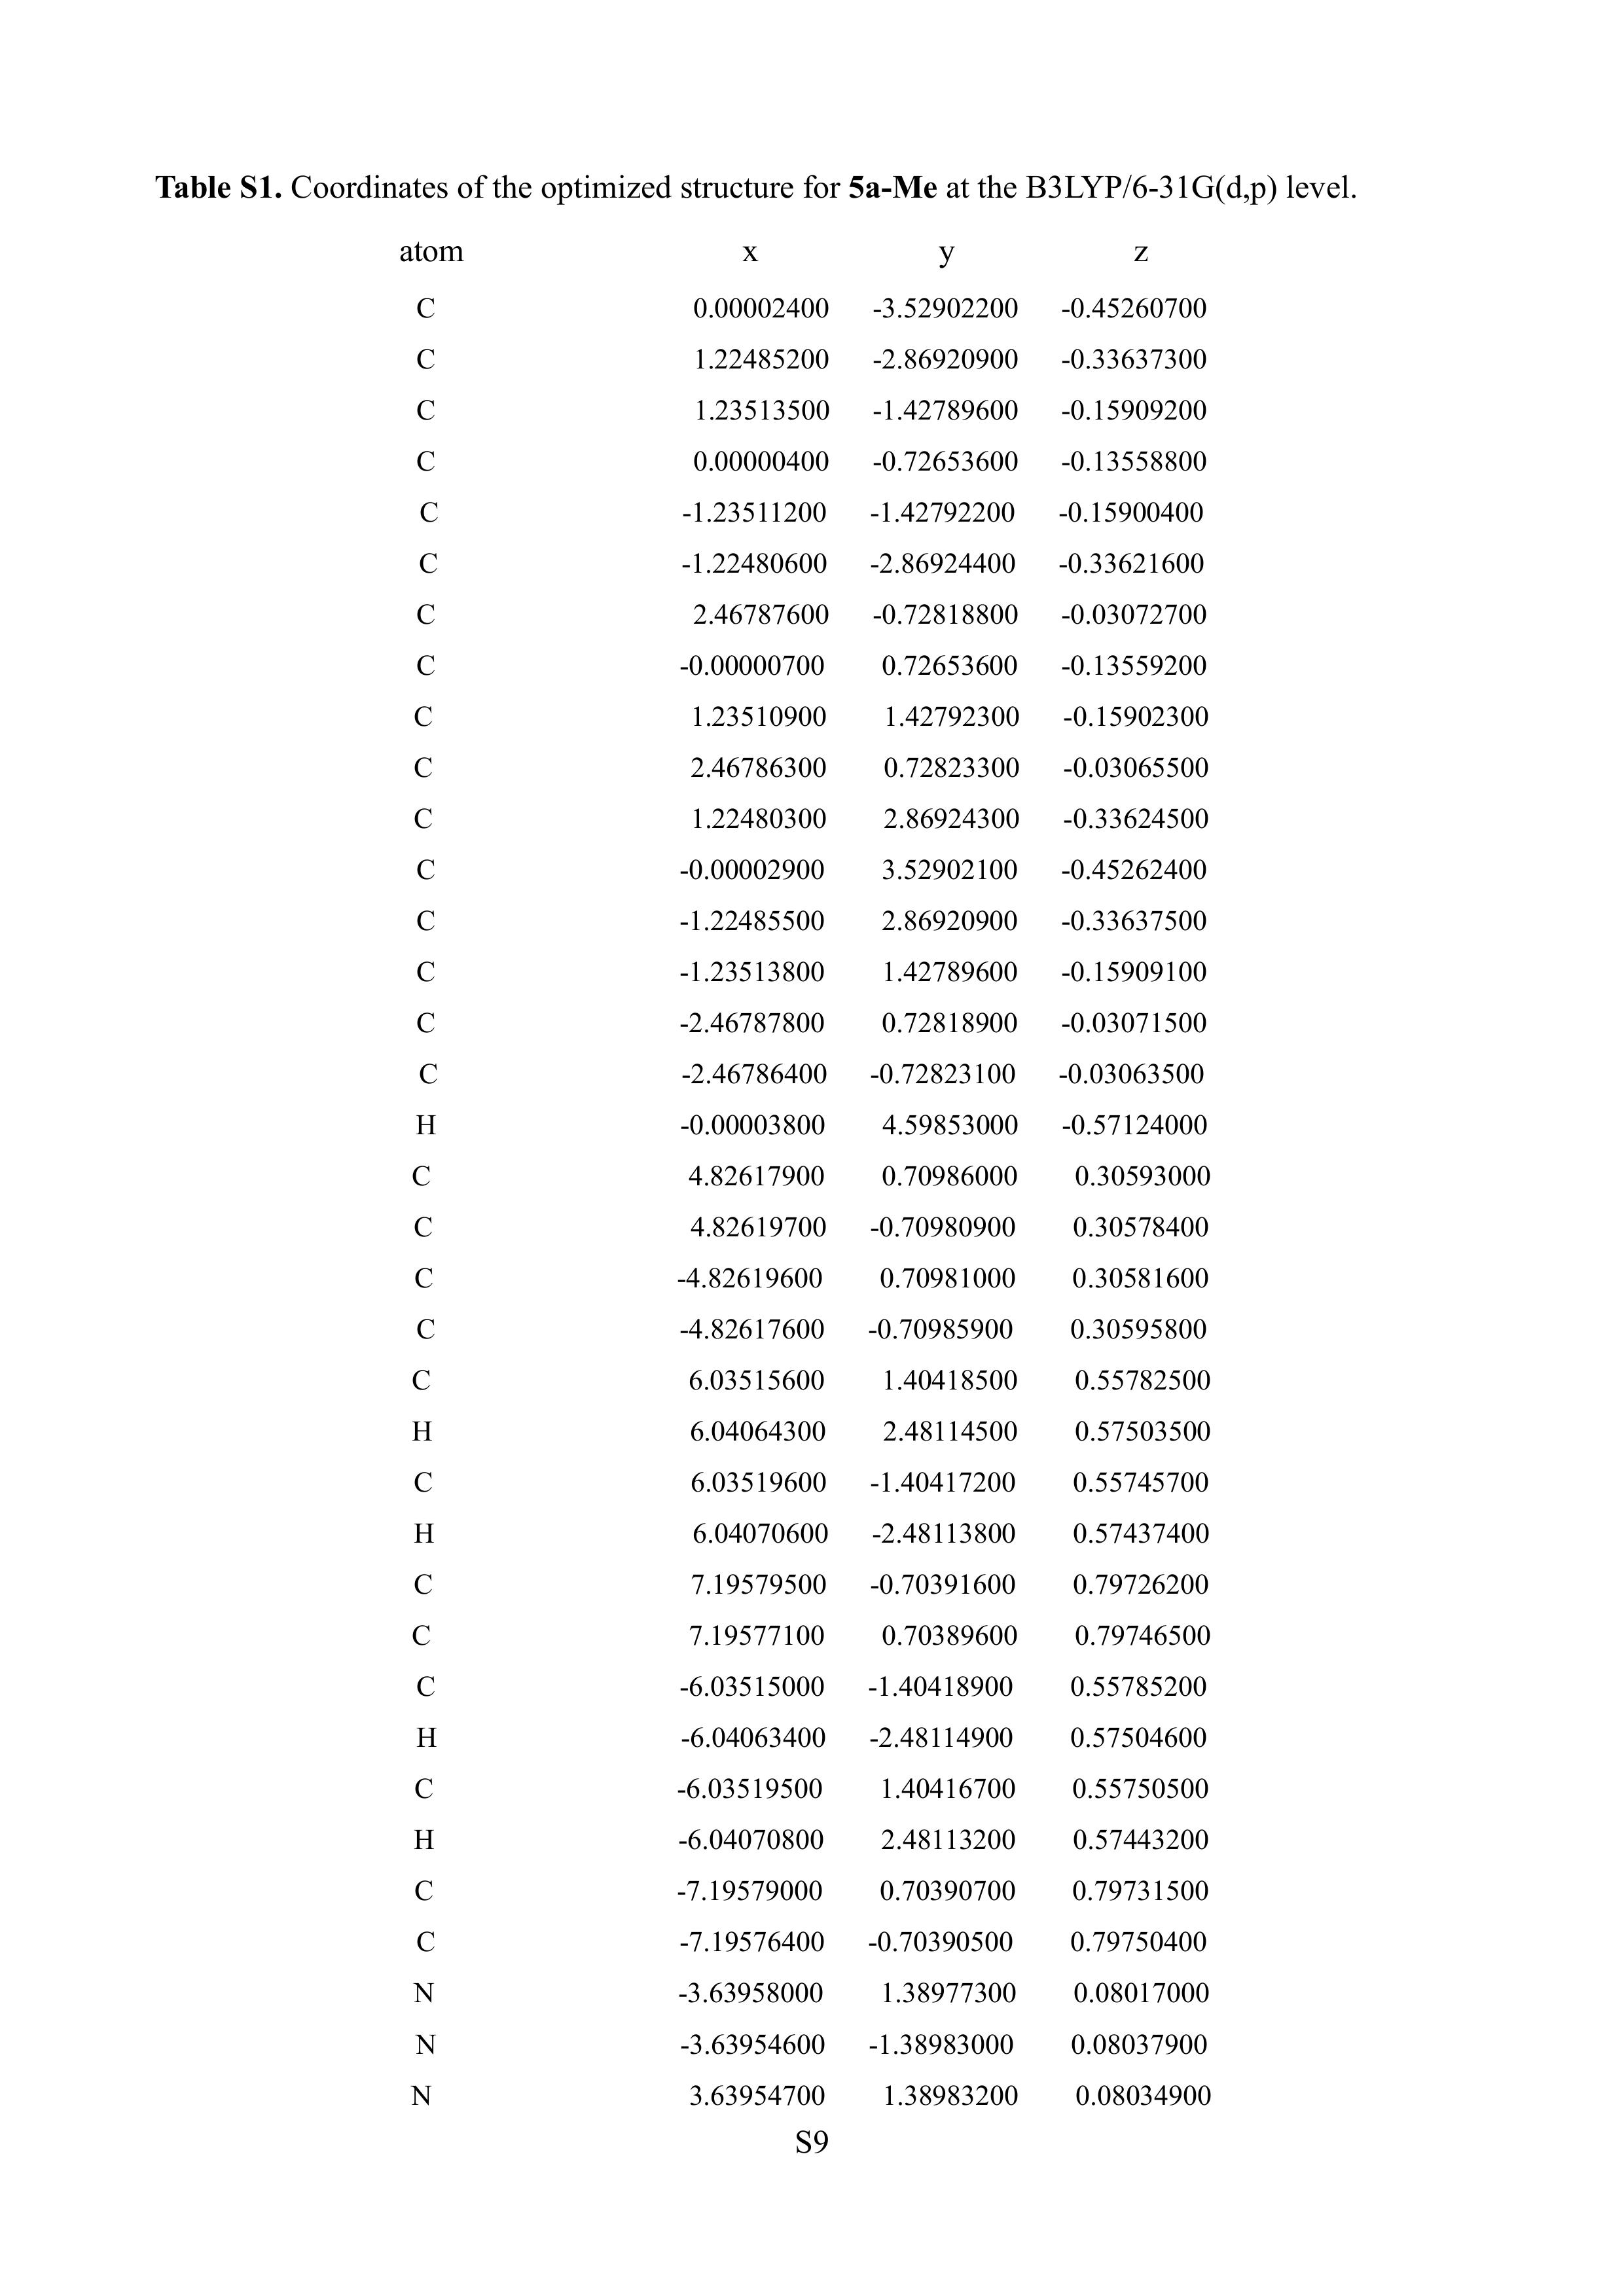 Table S1. Coordinates of the optimized structure for 5a-Me at the B3LYP/6-31G(d,p) level.
atom x y z
C 0.00002400 -3.52902200 -0.45260700
C 1.22485200 -2.86920900 -0.33637300
C 1.23513500 -1.42789600 -0.15909200
C 0.00000400 -0.72653600 -0.13558800
C -1.23511200 -1.42792200 -0.15900400
C -1.22480600 -2.86924400 -0.33621600
C 2.46787600 -0.72818800 -0.03072700
C -0.00000700 0.72653600 -0.13559200
C 1.23510900 1.42792300 -0.15902300
C 2.46786300 0.72823300 -0.03065500
C 1.22480300 2.86924300 -0.33624500
C -0.00002900 3.52902100 -0.45262400
C -1.22485500 2.86920900 -0.33637500
C -1.23513800 1.42789600 -0.15909100
C -2.46787800 0.72818900 -0.03071500
C -2.46786400 -0.72823100 -0.03063500
H -0.00003800 4.59853000 -0.57124000
C 4.82617900 0.70986000 0.30593000
C 4.82619700 -0.70980900 0.30578400
C -4.82619600 0.70981000 0.30581600
C -4.82617600 -0.70985900 0.30595800
C 6.03515600 1.40418500 0.55782500
H 6.04064300 2.48114500 0.57503500
C 6.03519600 -1.40417200 0.55745700
H 6.04070600 -2.48113800 0.57437400
C 7.19579500 -0.70391600 0.79726200
C 7.19577100 0.70389600 0.79746500
C -6.03515000 -1.40418900 0.55785200
H -6.04063400 -2.48114900 0.57504600
C -6.03519500 1.40416700 0.55750500
H -6.04070800 2.48113200 0.57443200
C -7.19579000 0.70390700 0.79731500
C -7.19576400 -0.70390500 0.79750400
N -3.63958000 1.38977300 0.08017000
N -3.63954600 -1.38983000 0.08037900
N 3.63954700 1.38983200 0.08034900
S9